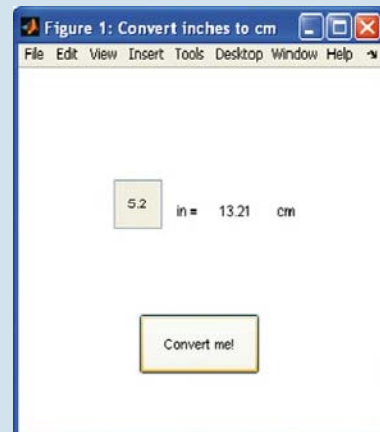 Figure 1: Convert inches to cm
File Edit View Insert Tools Desktop Window Help
5.2 in = 13.21 cm
Convert me!